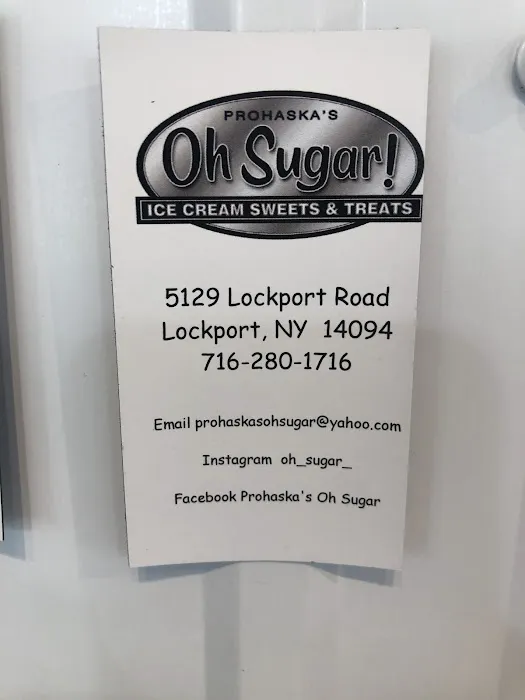 PROHASKA'S
Oh Sugar!
ICE CREAM SWEETS & TREATS
5129 Lockport Road
Lockport, NY 14094
716-280-1716
Email prohaskasohsugar@yahoo.com
Instagram oh_sugar_
Facebook Prohaska's Oh Sugar